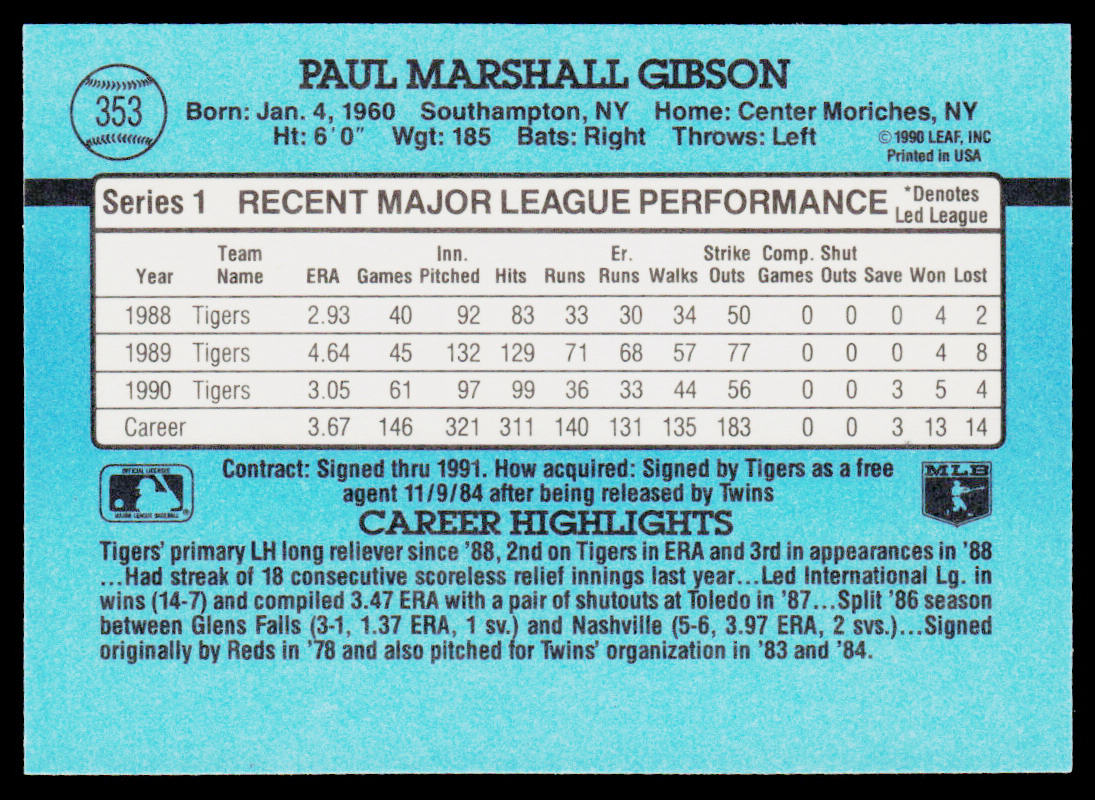 353
PAUL MARSHALL GIBSON
Born: Jan. 4, 1960 Southampton, NY Home: Center Moriches, NY
Ht: 6'0" Wgt: 185 Bats: Right Throws: Left
©1990 LEAF, INC
Printed in USA
Series 1 RECENT MAJOR LEAGUE PERFORMANCE *Denotes Led League
Year Team Name ERA Games Inn. Pitched Hits Runs Er. Runs Walks Strike Outs Comp. Games Shut Outs Save Won Lost
1988 Tigers 2.93 40 92 83 33 30 34 50 0 0 0 4 2
1989 Tigers 4.64 45 132 129 71 68 57 77 0 0 0 4 8
1990 Tigers 3.05 61 97 99 36 33 44 56 0 0 3 5 4
Career 3.67 146 321 311 140 131 135 183 0 0 3 13 14
OFFICIAL LICENSEE
MAJOR LEAGUE BASEBALL
Contract: Signed thru 1991. How acquired: Signed by Tigers as a free
agent 11/9/84 after being released by Twins
MLB
CAREER HIGHLIGHTS
Tigers' primary LH long reliever since '88, 2nd on Tigers in ERA and 3rd in appearances in '88
...Had streak of 18 consecutive scoreless relief innings last year...Led International Lg. in
wins (14-7) and compiled 3.47 ERA with a pair of shutouts at Toledo in '87...Split '86 season
between Glens Falls (3-1, 1.37 ERA, 1 sv.) and Nashville (5-6, 3.97 ERA, 2 svs.)...Signed
originally by Reds in '78 and also pitched for Twins' organization in '83 and '84.